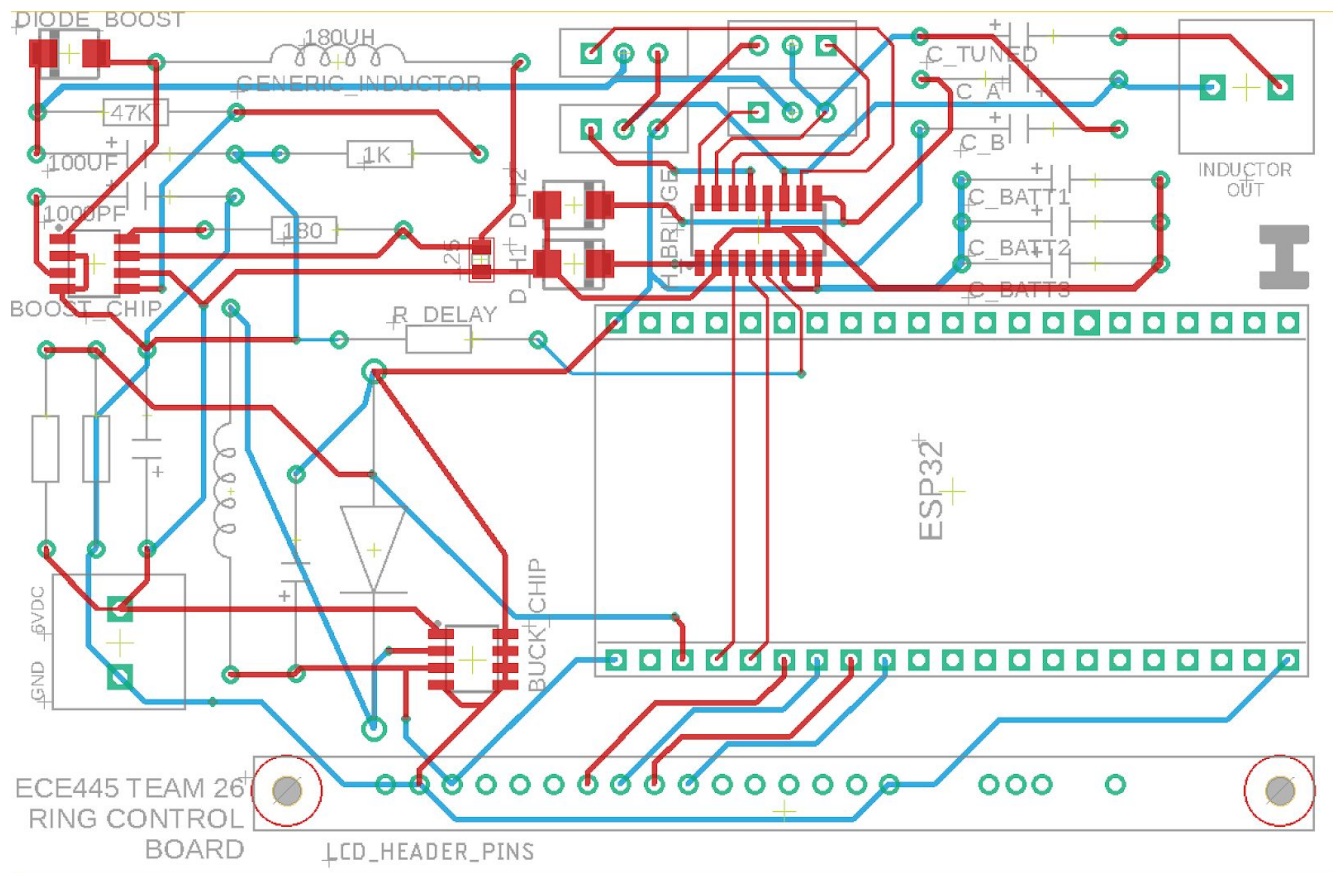 DIODE_BOOST
180UH
GENERIC_INDUCTOR
47K
100UF
1K
1000PF
180
.25
BOOST_CHIP
D_H2
D_H1
H_BRIDGE
C_TUNED
C_A
C_B
C_BATT1
C_BATT2
C_BATT3
INDUCTOR
OUT
R_DELAY
ESP32
6VDC
GND
BUCK_CHIP
ECE445 TEAM 26
RING CONTROL
BOARD
LCD_HEADER_PINS